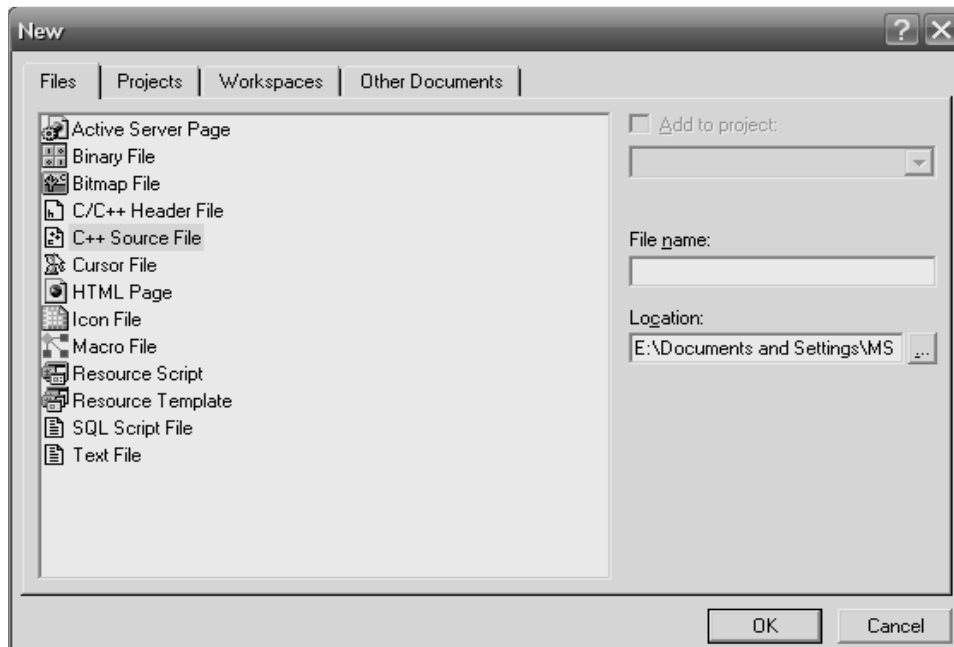 New
Files Projects Workspaces Other Documents
Active Server Page
Binary File
Bitmap File
C/C++ Header File
C++ Source File
Cursor File
HTML Page
Icon File
Macro File
Resource Script
Resource Template
SQL Script File
Text File
Add to project:
File name:
Location:
E:\Documents and Settings\MS ...
OK Cancel